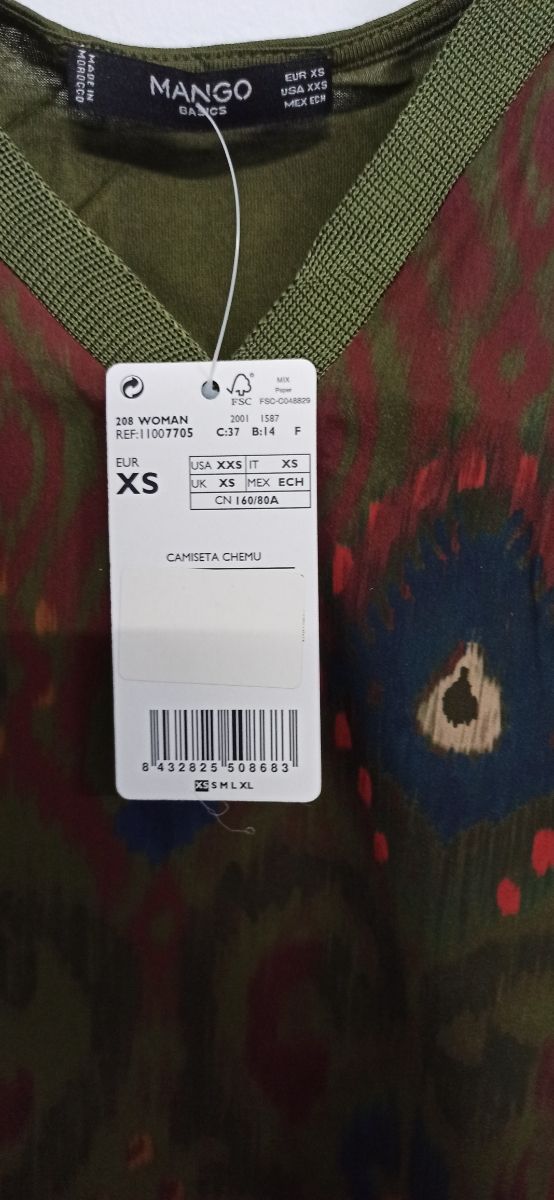 MADE IN
MOROCCO
MANGO
BASICS
EUR XS
USA XXS
MEX ECH
FSC
MIX
Paper
FSC-C048829
208 WOMAN 2001 1587
REF:11007705 C:37 B:14 F
EUR
XS
USA XXS IT XS
UK XS MEX ECH
CN 160/80A
CAMISETA CHEMU
8 432825 508683
XS S M L XL